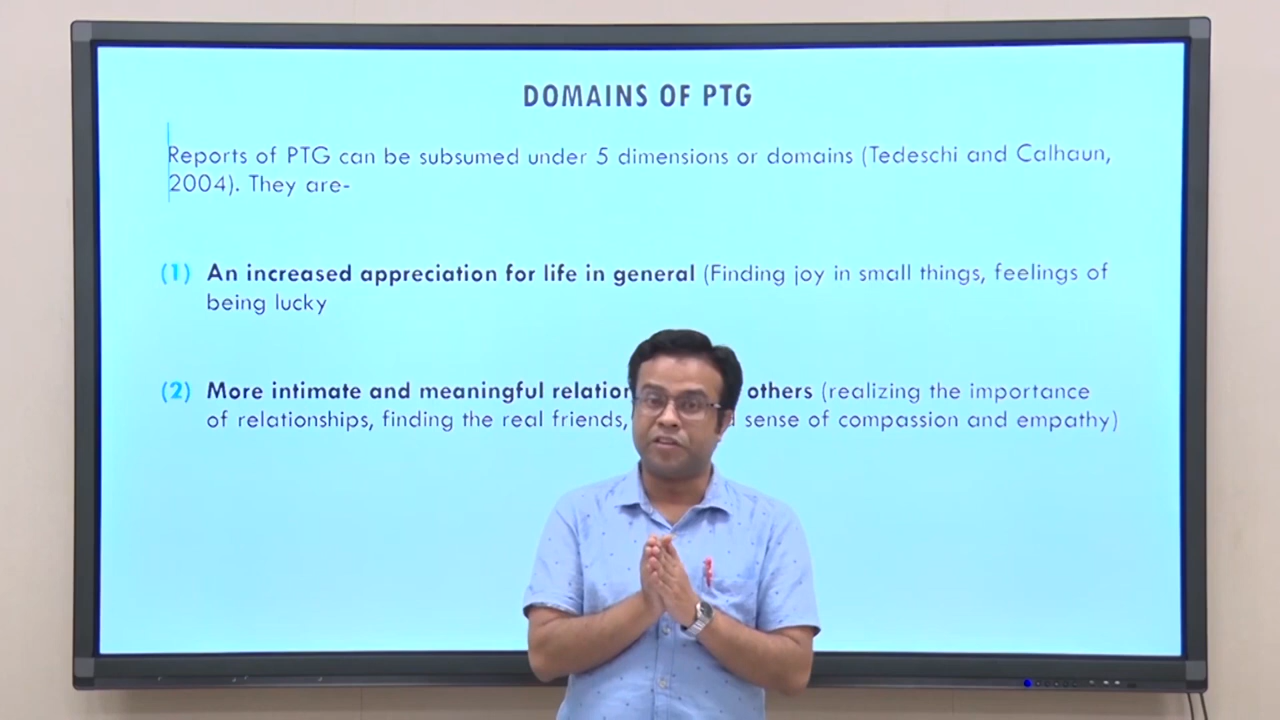 DOMAINS OF PTG
Reports of PTG can be subsumed under 5 dimensions or domains (Tedeschi and Calhaun,
2004). They are-
(1) An increased appreciation for life in general (Finding joy in small things, feelings of
being lucky
(2) More intimate and meaningful others (realizing the importance
of relationships, finding the real friends, sense of compassion and empathy)